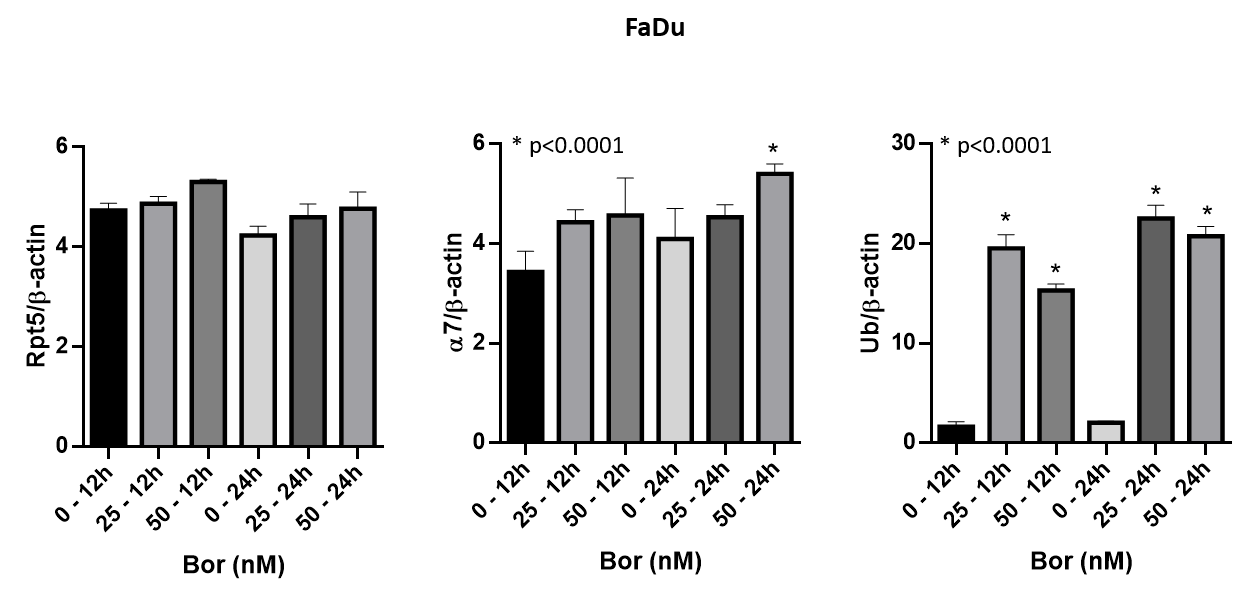 FaDu
6
4
2
0
Rpt5/β-actin
0 - 12h
25 - 12h
50 - 12h
0 - 24h
25 - 24h
50 - 24h
Bor (nM)
* p<0.0001
6
4
2
0
α7/β-actin
*
0 - 12h
25 - 12h
50 - 12h
0 - 24h
25 - 24h
50 - 24h
Bor (nM)
* p<0.0001
30
20
10
0
Ub/β-actin
*
*
*
*
0 - 12h
25 - 12h
50 - 12h
0 - 24h
25 - 24h
50 - 24h
Bor (nM)